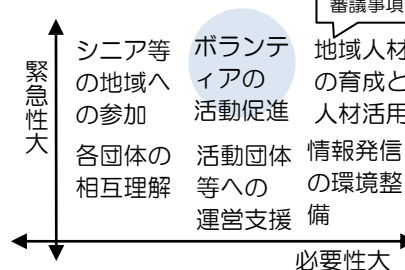 審議事項
シニア等
の地域へ
の参加
ボランテ
ィアの
活動促進
地域人材
の育成と
人材活用
緊急性大
各団体の
相互理解
活動団体
等への
運営支援
情報発信
の環境整
備
必要性大